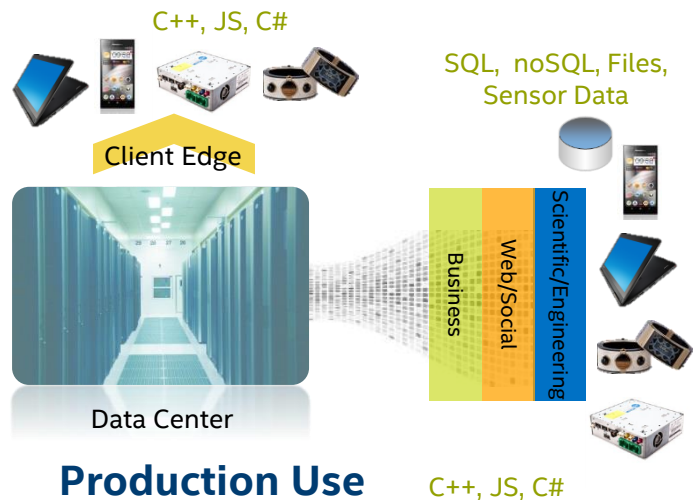 C++, JS, C#
SQL, noSQL, Files,
Sensor Data
Client Edge
Business
Web/Social
Scientific/Engineering
Data Center
Production Use
C++, JS, C#